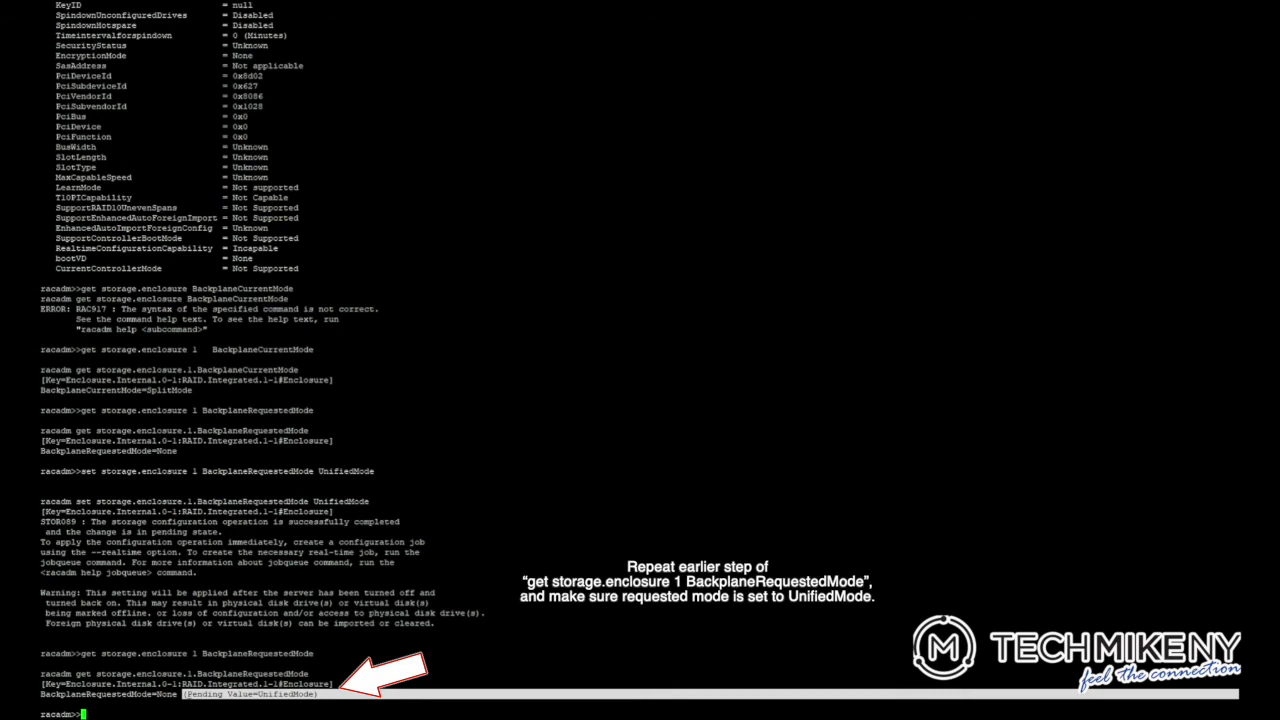 KeyID = null
SpindownUnconfiguredDrives = Disabled
SpindownHotspare = Disabled
Timeintervalforspindown = 0 (Minutes)
SecurityStatus = Unknown
EncryptionMode = None
SasAddress = Not applicable
PciDeviceId = 0x8d02
PciSubdeviceId = 0x627
PciVendorId = 0x8086
PciSubvendorId = 0x1028
PciBus = 0x0
PciDevice = 0x0
PciFunction = 0x0
BusWidth = Unknown
SlotLength = Unknown
SlotType = Unknown
MaxCapableSpeed = Unknown
LearnMode = Not supported
T10PICapability = Not Capable
SupportRAID10UnevenSpans = Not Supported
SupportEnhancedAutoForeignImport = Not Supported
EnhancedAutoImportForeignConfig = Unknown
SupportControllerBootMode = Not Supported
RealtimeConfigurationCapability = Incapable
bootVD = None
CurrentControllerMode = Not Supported
racadm>>get storage.enclosure BackplaneCurrentMode
racadm get storage.enclosure BackplaneCurrentMode
ERROR: RAC917 : The syntax of the specified command is not correct.
See the command help text. To see the help text, run
"racadm help <subcommand>"
racadm>>get storage.enclosure 1 BackplaneCurrentMode
racadm get storage.enclosure.1.BackplaneCurrentMode
[Key=Enclosure.Internal.0-1:RAID.Integrated.1-1#Enclosure]
BackplaneCurrentMode=SplitMode
racadm>>get storage.enclosure 1 BackplaneRequestedMode
racadm get storage.enclosure.1.BackplaneRequestedMode
[Key=Enclosure.Internal.0-1:RAID.Integrated.1-1#Enclosure]
BackplaneRequestedMode=None
racadm>>set storage.enclosure 1 BackplaneRequestedMode UnifiedMode
racadm set storage.enclosure.1.BackplaneRequestedMode UnifiedMode
[Key=Enclosure.Internal.0-1:RAID.Integrated.1-1#Enclosure]
STOR089 : The storage configuration operation is successfully completed
and the change is in pending state.
To apply the configuration operation immediately, create a configuration job
using the --realtime option. To create the necessary real-time job, run the
jobqueue command. For more information about jobqueue command, run the
<racadm help jobqueue> command.
Warning: This setting will be applied after the server has been turned off and
turned back on. This may result in physical disk drive(s) or virtual disk(s)
being marked offline. or loss of configuration and/or access to physical disk drive(s).
Foreign physical disk drive(s) or virtual disk(s) can be imported or cleared.
racadm>>get storage.enclosure 1 BackplaneRequestedMode
racadm get storage.enclosure.1.BackplaneRequestedMode
[Key=Enclosure.Internal.0-1:RAID.Integrated.1-1#Enclosure]
BackplaneRequestedMode=None (Pending Value=UnifiedMode)
racadm>>
Repeat earlier step of
“get storage.enclosure 1 BackplaneRequestedMode”,
and make sure requested mode is set to UnifiedMode.
M TECHMIKENY
feel the connection